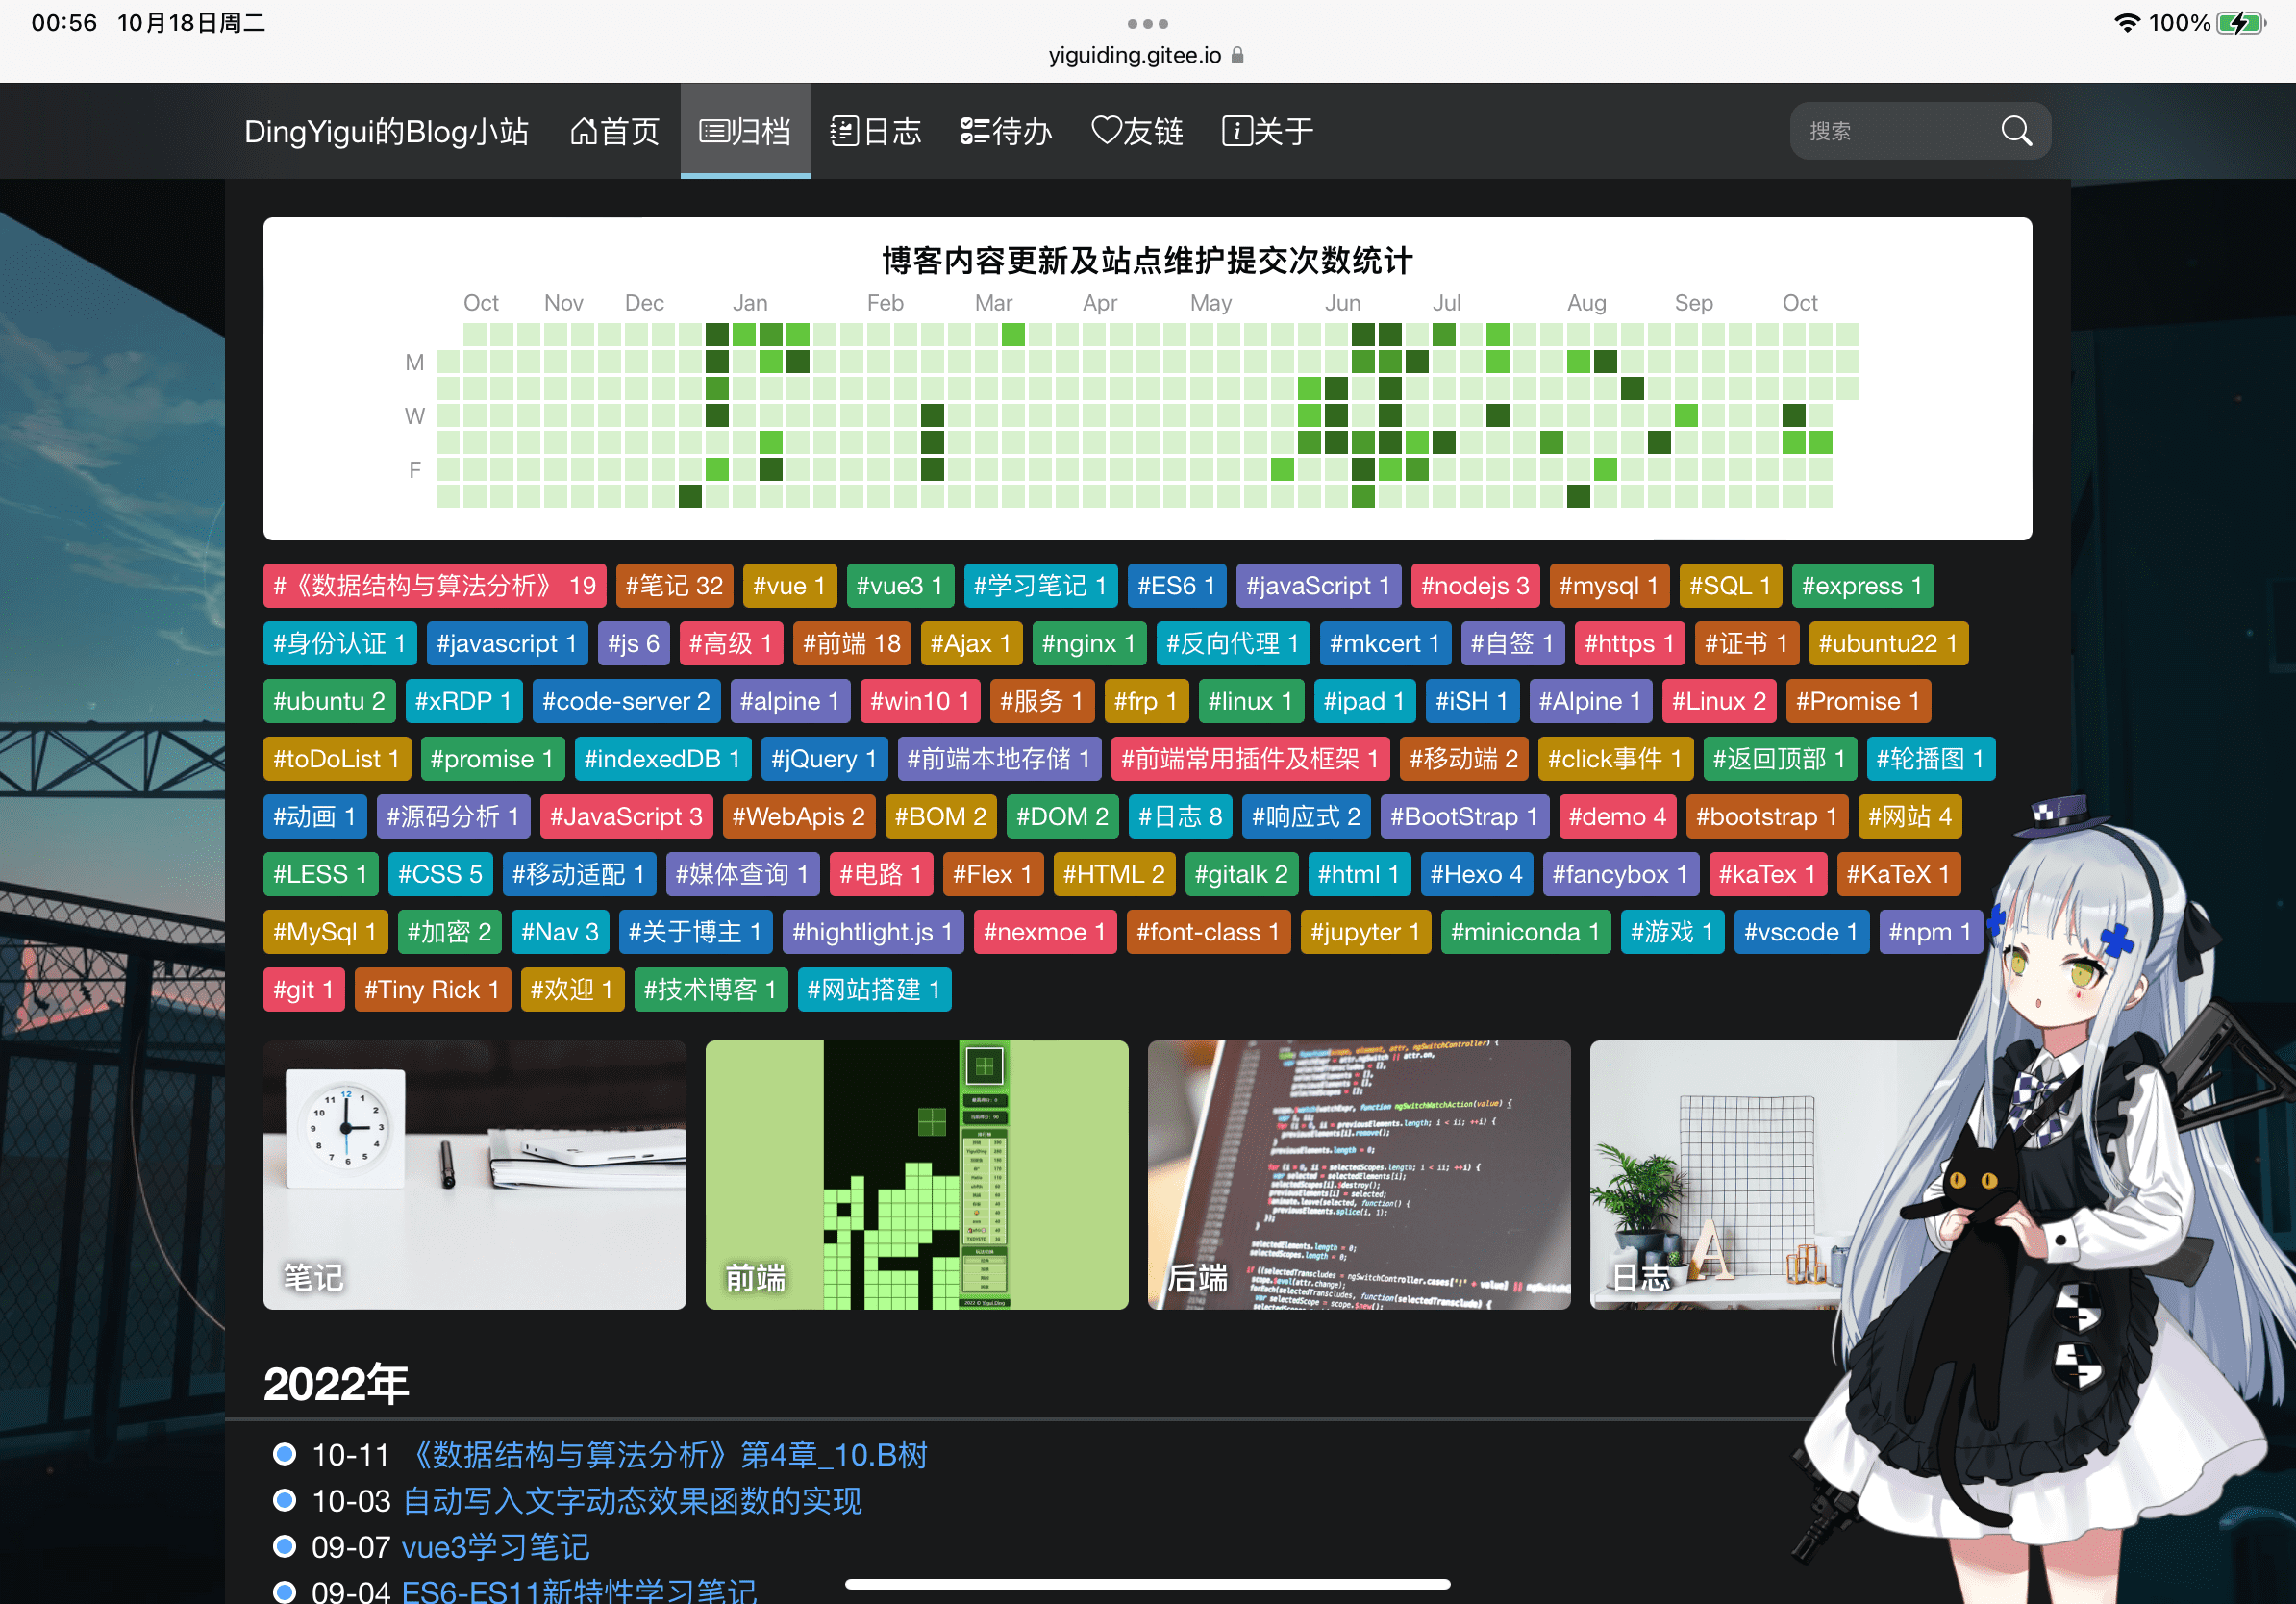 00:56 10月18日周二 100%
yiguiding.gitee.io
DingYigui的Blog小站 首页 归档 日志 待办 友链 关于 搜索
博客内容更新及站点维护提交次数统计
Oct Nov Dec Jan Feb Mar Apr May Jun Jul Aug Sep Oct
M
W
F
#《数据结构与算法分析》 19 #笔记 32 #vue 1 #vue3 1 #学习笔记 1 #ES6 1 #javaScript 1 #nodejs 3 #mysql 1 #SQL 1 #express 1
#身份认证 1 #javascript 1 #js 6 #高级 1 #前端 18 #Ajax 1 #nginx 1 #反向代理 1 #mkcert 1 #自签 1 #https 1 #证书 1 #ubuntu22 1
#ubuntu 2 #xRDP 1 #code-server 2 #alpine 1 #win10 1 #服务 1 #frp 1 #linux 1 #ipad 1 #iSH 1 #Alpine 1 #Linux 2 #Promise 1
#toDoList 1 #promise 1 #indexedDB 1 #jQuery 1 #前端本地存储 1 #前端常用插件及框架 1 #移动端 2 #click事件 1 #返回顶部 1 #轮播图 1
#动画 1 #源码分析 1 #JavaScript 3 #WebApis 2 #BOM 2 #DOM 2 #日志 8 #响应式 2 #BootStrap 1 #demo 4 #bootstrap 1 #网站 4
#LESS 1 #CSS 5 #移动适配 1 #媒体查询 1 #电路 1 #Flex 1 #HTML 2 #gitalk 2 #html 1 #Hexo 4 #fancybox 1 #kaTex 1 #KaTeX 1
#MySql 1 #加密 2 #Nav 3 #关于博主 1 #hightlight.js 1 #nexmoe 1 #font-class 1 #jupyter 1 #miniconda 1 #游戏 1 #vscode 1 #npm 1
#git 1 #Tiny Rick 1 #欢迎 1 #技术博客 1 #网站搭建 1
笔记 前端 后端 日志
2022年
10-11 《数据结构与算法分析》第4章_10.B树
10-03 自动写入文字动态效果函数的实现
09-07 vue3学习笔记
09-04 ES6-ES11新特性学习笔记